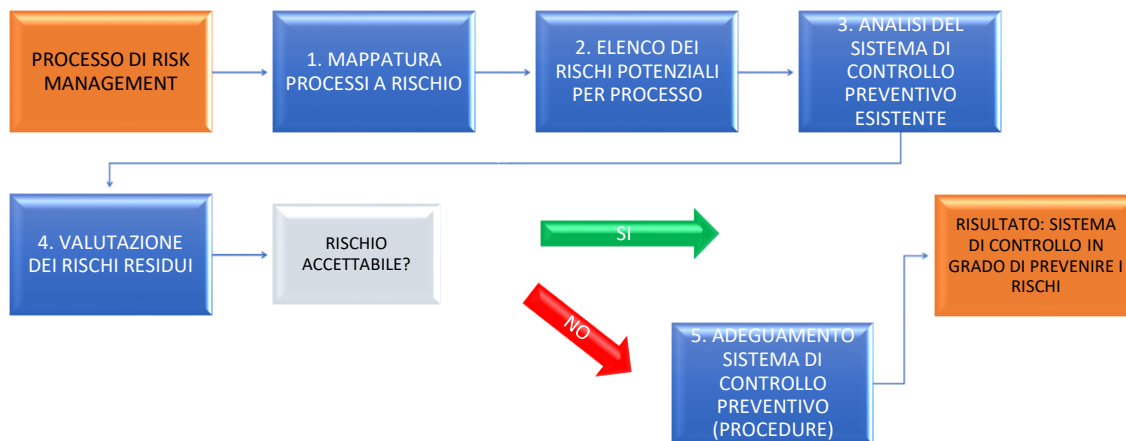 PROCESSO DI RISK
MANAGEMENT
1. MAPPATURA
PROCESSI A RISCHIO
2. ELENCO DEI
RISCHI POTENZIALI
PER PROCESSO
3. ANALISI DEL
SISTEMA DI
CONTROLLO
PREVENTIVO
ESISTENTE
4. VALUTAZIONE
DEI RISCHI RESIDUI
RISCHIO
ACCETTABILE?
SI
NO
RISULTATO: SISTEMA
DI CONTROLLO IN
GRADO DI PREVENIRE I
RISCHI
5. ADEGUAMENTO
SISTEMA DI
CONTROLLO
PREVENTIVO
(PROCEDURE)